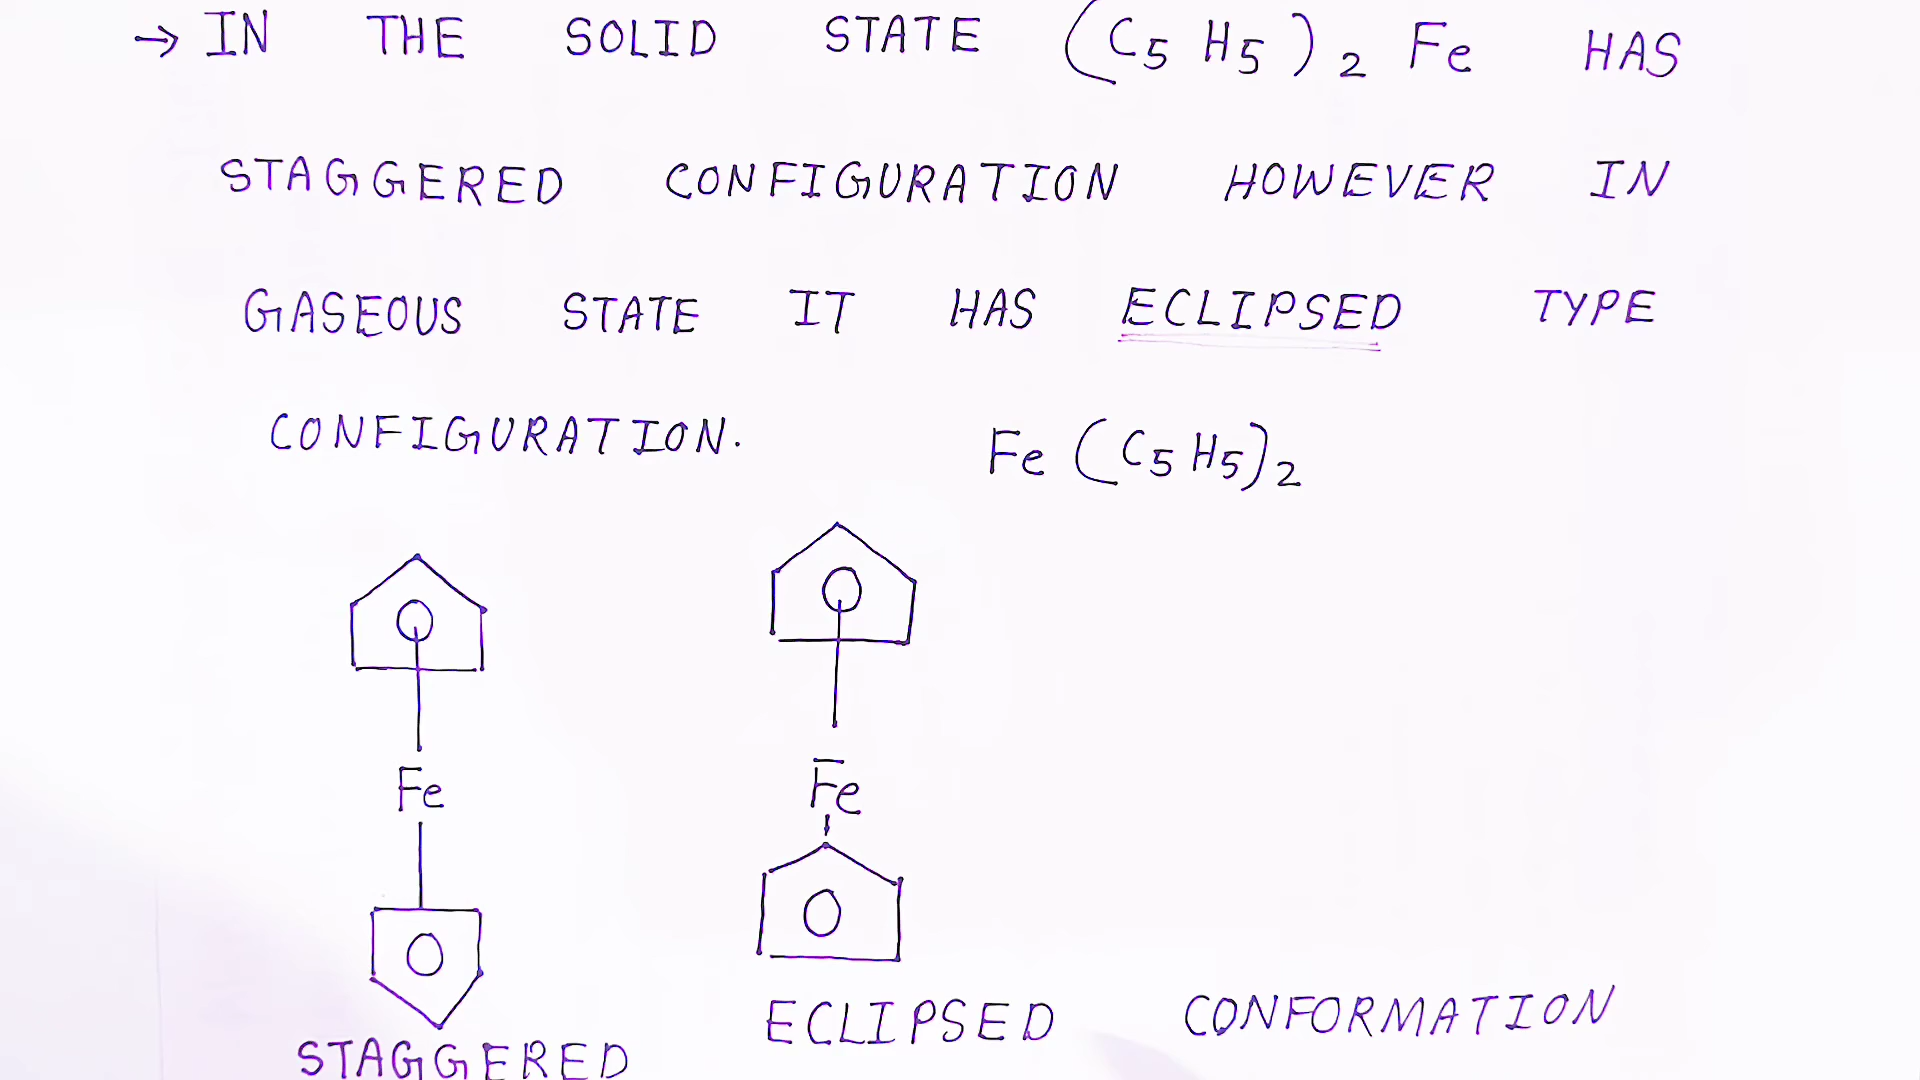 → IN THE SOLID STATE (C5 H5)2 Fe HAS
STAGGERED CONFIGURATION HOWEVER IN
GASEOUS STATE IT HAS ECLIPSED TYPE
CONFIGURATION. Fe (C5 H5)2
Fe
Fe
STAGGERED
ECLIPSED CONFORMATION